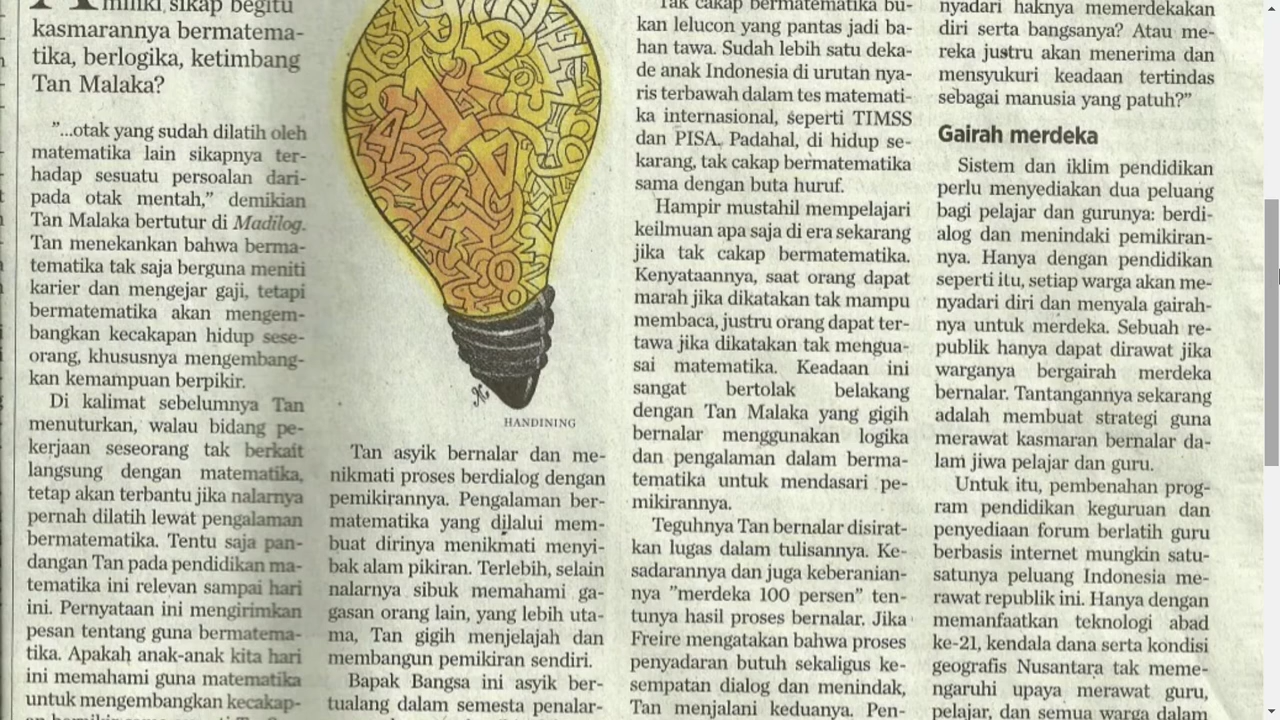 miliki sikap begitu
kasmarannya bermatema-
tika, berlogika, ketimbang
Tan Malaka?
"...otak yang sudah dilatih oleh
matematika lain sikapnya ter-
hadap sesuatu persoalan dari-
pada otak mentah," demikian
Tan Malaka bertutur di Madilog.
Tan menekankan bahwa berma-
tematika tak saja berguna meniti
karier dan mengejar gaji, tetapi
bermatematika akan mengem-
bangkan kecakapan hidup sese-
orang, khususnya mengembang-
kan kemampuan berpikir.
Di kalimat sebelumnya Tan
menuturkan, walau bidang pe-
kerjaan seseorang tak berkait
langsung dengan matematika,
tetap akan terbantu jika nalarnya
pernah dilatih lewat pengalaman
bermatematika. Tentu saja pan-
dangan Tan pada pendidikan ma-
tematika ini relevan sampai hari
ini. Pernyataan ini mengirimkan
pesan tentang guna bermatema-
tika. Apakah anak-anak kita hari
ini memahami guna matematika
untuk mengembangkan kecakap-
HANDINING
Tan asyik bernalar dan me-
nikmati proses berdialog dengan
pemikirannya. Pengalaman ber-
matematika yang dilalui mem-
buat dirinya menikmati menyi-
bak alam pikiran. Terlebih, selain
nalarnya sibuk memahami ga-
gasan orang lain, yang lebih uta-
ma, Tan gigih menjelajah dan
membangun pemikiran sendiri.
Bapak Bangsa ini asyik ber-
tualang dalam semesta penalar-
Tak cakap bermatematika bu-
kan lelucon yang pantas jadi ba-
han tawa. Sudah lebih satu deka-
de anak Indonesia di urutan nya-
ris terbawah dalam tes matemati-
ka internasional, seperti TIMSS
dan PISA. Padahal, di hidup se-
karang, tak cakap bermatematika
sama dengan buta huruf.
Hampir mustahil mempelajari
keilmuan apa saja di era sekarang
jika tak cakap bermatematika.
Kenyataannya, saat orang dapat
marah jika dikatakan tak mampu
membaca, justru orang dapat ter-
tawa jika dikatakan tak mengua-
sai matematika. Keadaan ini
sangat bertolak belakang
dengan Tan Malaka yang gigih
bernalar menggunakan logika
dan pengalaman dalam berma-
tematika untuk mendasari pe-
mikirannya.
Teguhnya Tan bernalar disirat-
kan lugas dalam tulisannya. Ke-
sadarannya dan juga keberanian-
nya "merdeka 100 persen" ten-
tunya hasil proses bernalar. Jika
Freire mengatakan bahwa proses
penyadaran butuh sekaligus ke-
sempatan dialog dan menindak,
Tan menjalani keduanya. Pen-
nyadari haknya memerdekakan
diri serta bangsanya? Atau me-
reka justru akan menerima dan
mensyukuri keadaan tertindas
sebagai manusia yang patuh?"
Gairah merdeka
Sistem dan iklim pendidikan
perlu menyediakan dua peluang
bagi pelajar dan gurunya: berdi-
alog dan menindaki pemikiran-
nya. Hanya dengan pendidikan
seperti itu, setiap warga akan me-
nyadari diri dan menyala gairah-
nya untuk merdeka. Sebuah re-
publik hanya dapat dirawat jika
warganya bergairah merdeka
bernalar. Tantangannya sekarang
adalah membuat strategi guna
merawat kasmaran bernalar da-
lam jiwa pelajar dan guru.
Untuk itu, pembenahan prog-
ram pendidikan keguruan dan
penyediaan forum berlatih guru
berbasis internet mungkin satu-
satunya peluang Indonesia me-
rawat republik ini. Hanya dengan
memanfaatkan teknologi abad
ke-21, kendala dana serta kondisi
geografis Nusantara tak meme-
ngaruhi upaya merawat guru,
pelajar, dan semua warga dalam